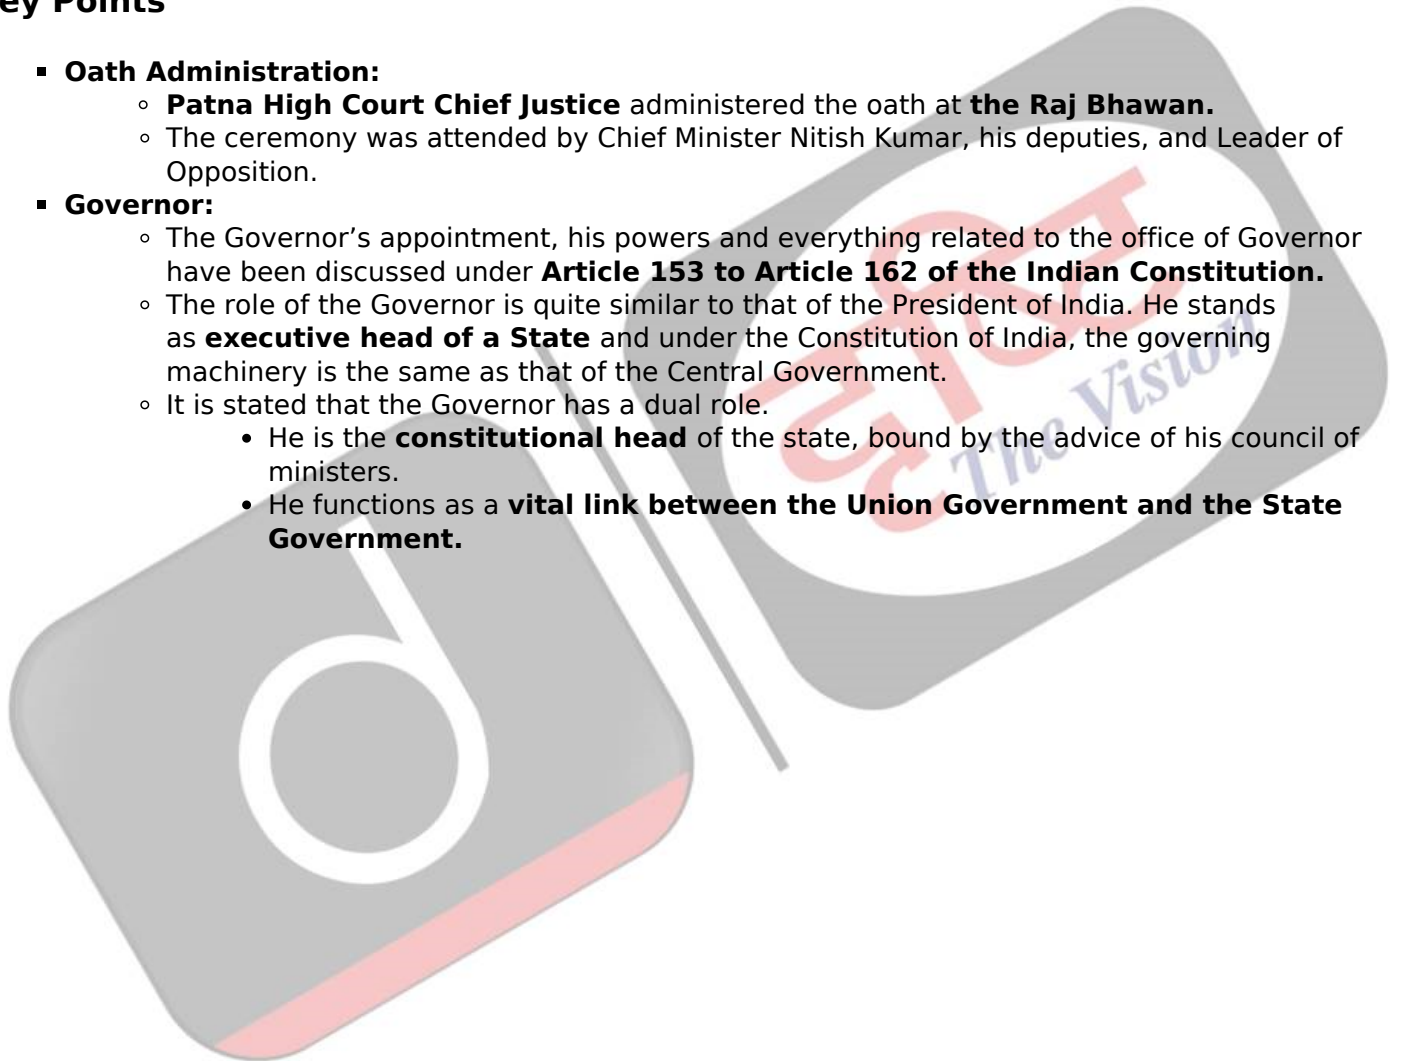 ey Points
▪ Oath Administration:
◦ Patna High Court Chief Justice administered the oath at the Raj Bhawan.
◦ The ceremony was attended by Chief Minister Nitish Kumar, his deputies, and Leader of
Opposition.
▪ Governor:
◦ The Governor’s appointment, his powers and everything related to the office of Governor
have been discussed under Article 153 to Article 162 of the Indian Constitution.
◦ The role of the Governor is quite similar to that of the President of India. He stands
as executive head of a State and under the Constitution of India, the governing
machinery is the same as that of the Central Government.
◦ It is stated that the Governor has a dual role.
• He is the constitutional head of the state, bound by the advice of his council of
ministers.
• He functions as a vital link between the Union Government and the State
Government.
दृष्टि
The Vision
d